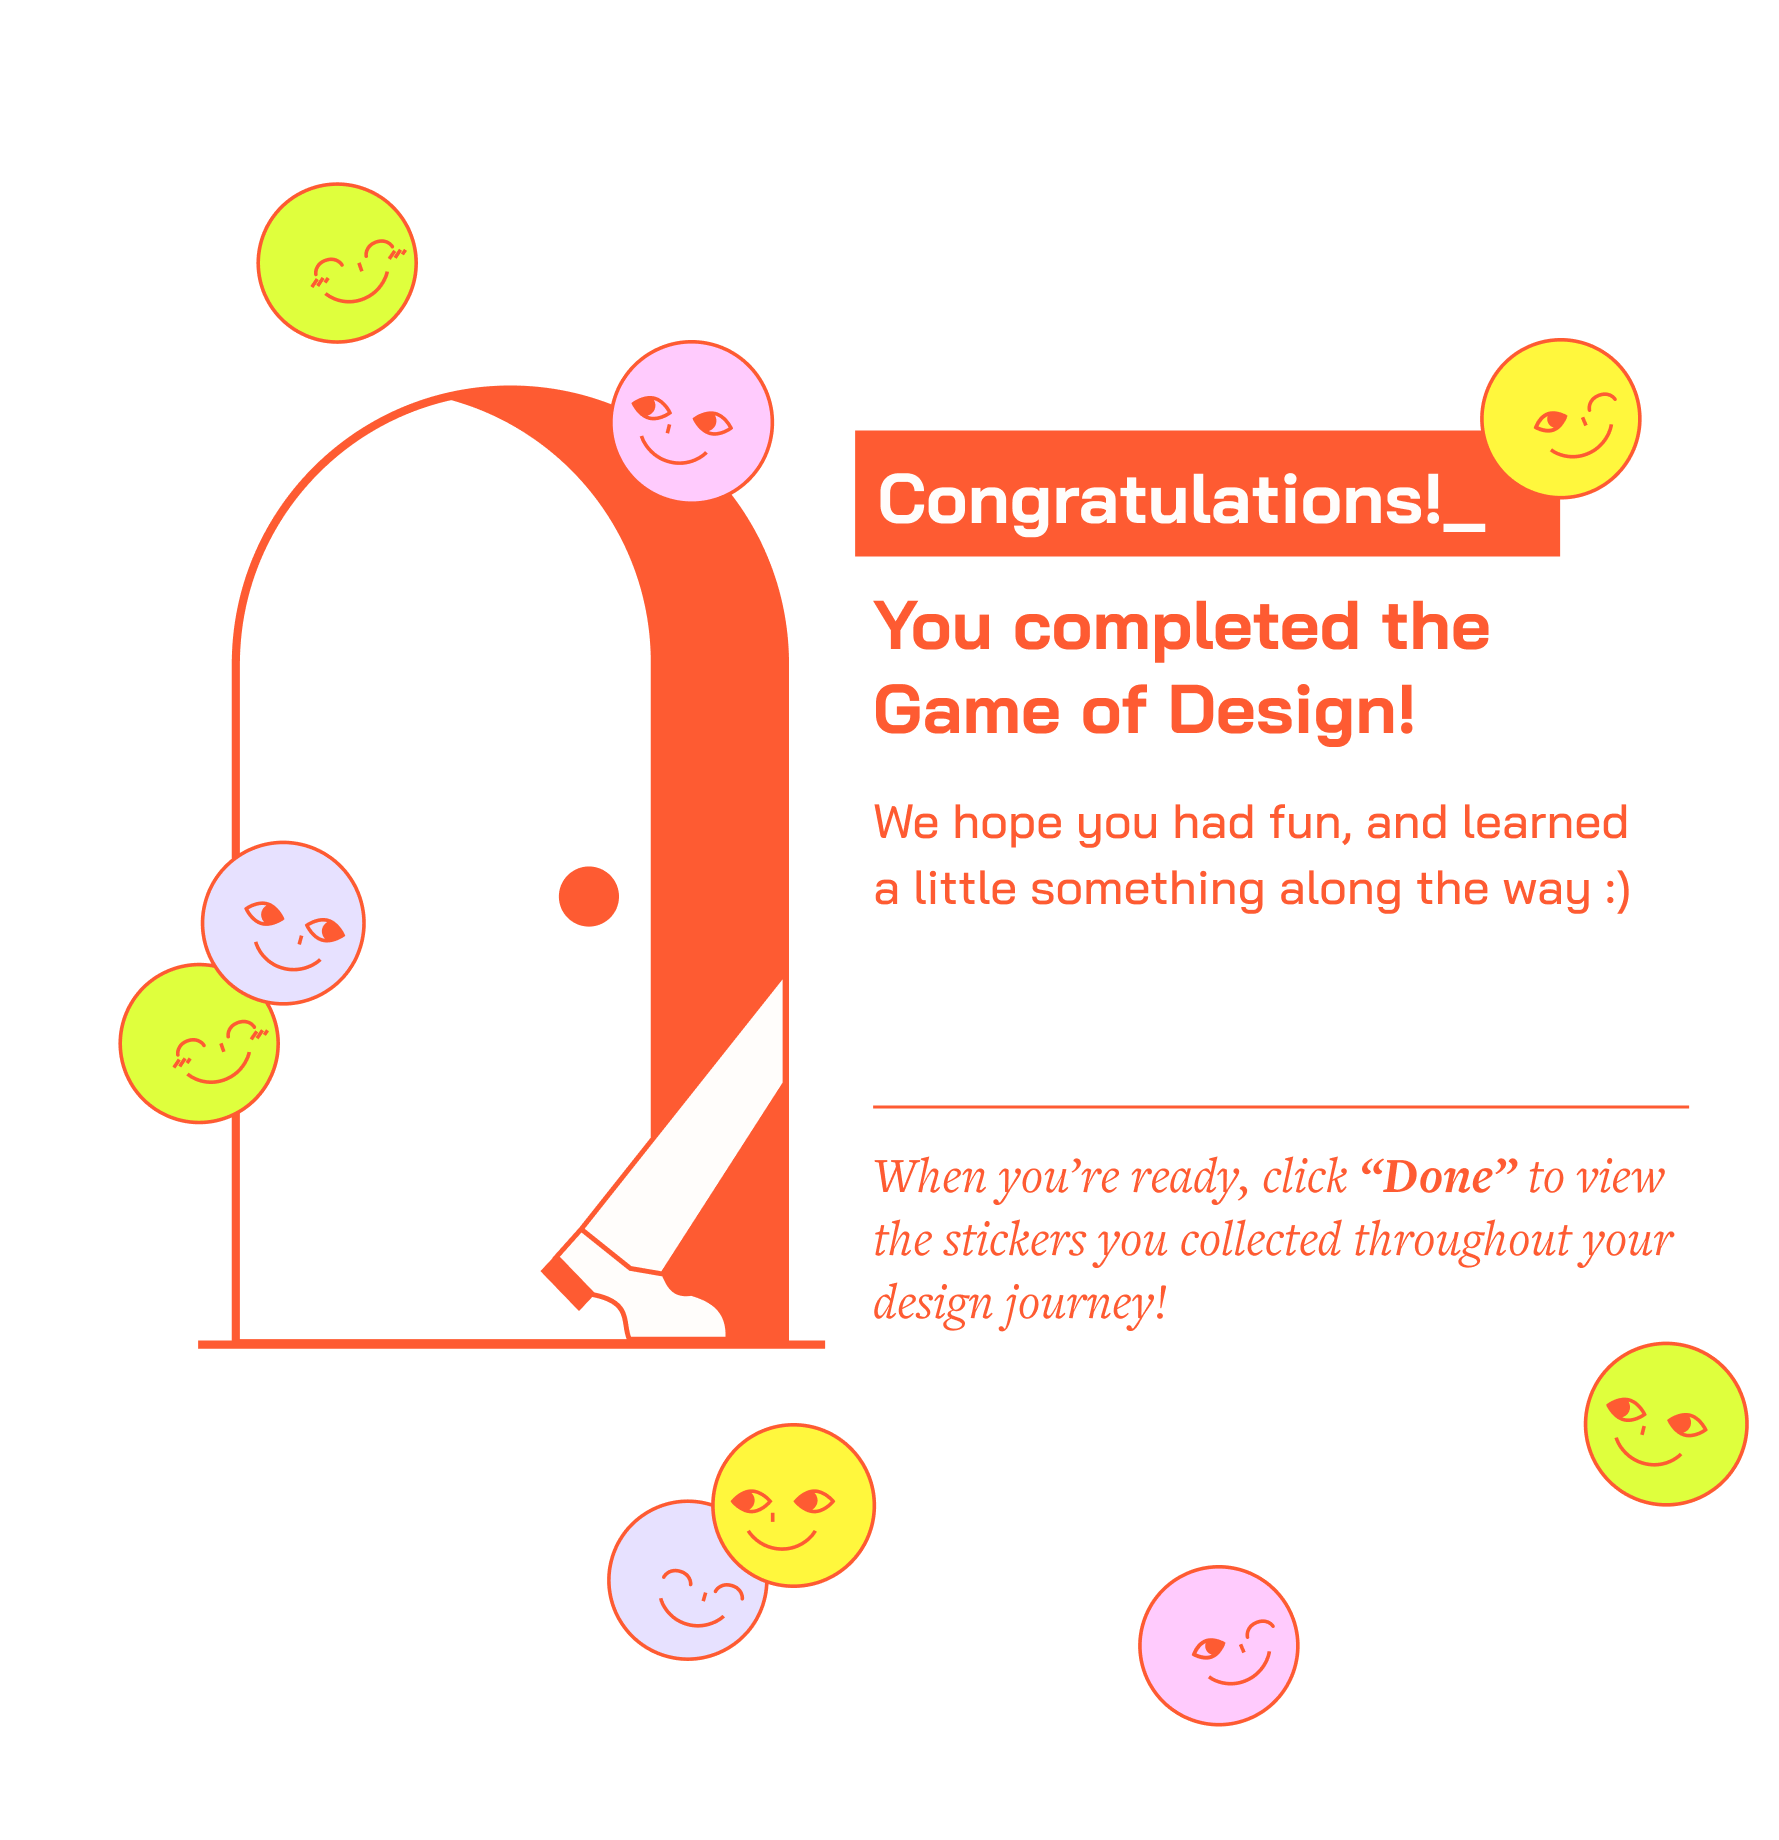 Congratulations!_
You completed the
Game of Design!
We hope you had fun, and learned
a little something along the way :)
When you’re ready, click “Done” to view
the stickers you collected throughout your
design journey!